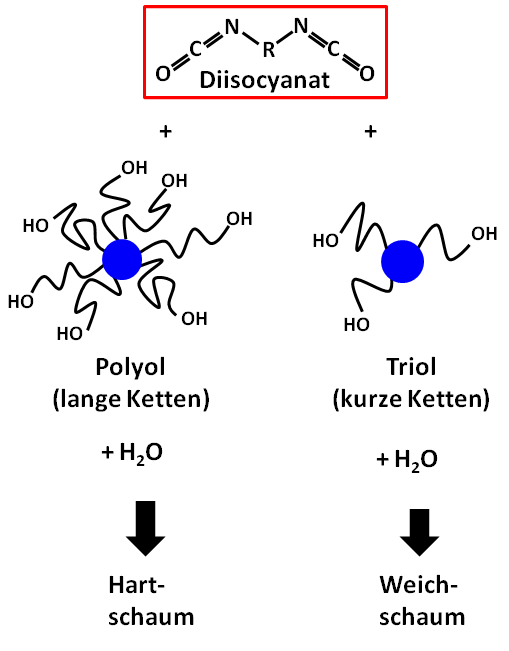 O=C=N-R-N=C=O
Diisocyanat
+ +
OH
OH
HO
OH
HO
HO
OH
HO
OH
HO
Polyol
(lange Ketten)
Triol
(kurze Ketten)
+ H₂O
+ H₂O
Hart-
schaum
Weich-
schaum